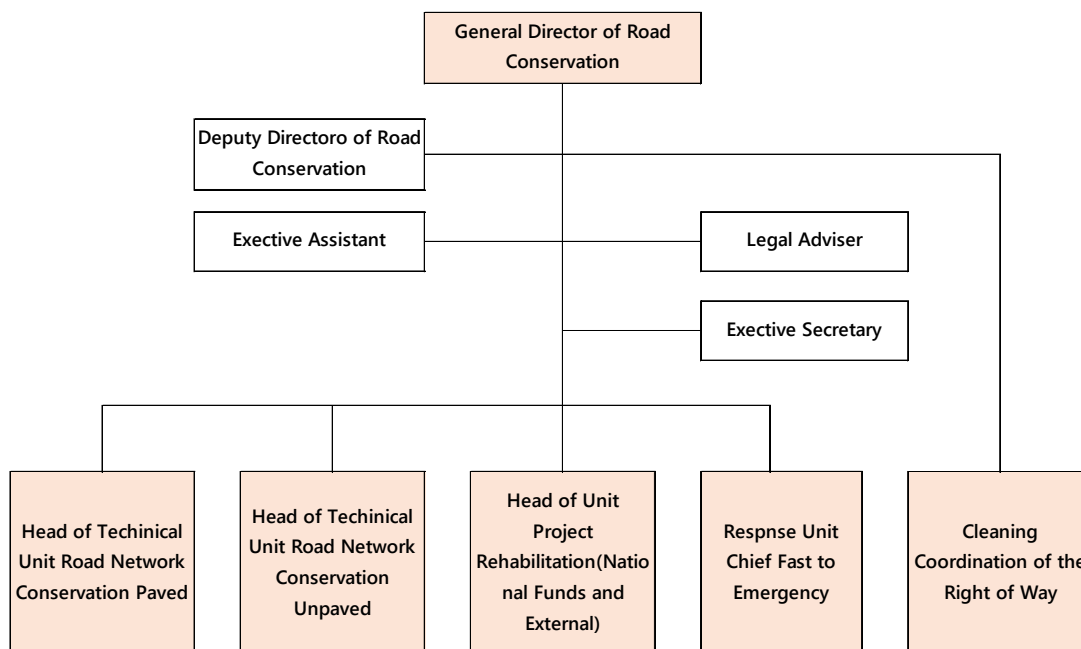 General Director of Road
Conservation
Deputy Directoro of Road
Conservation
Exective Assistant
Legal Adviser
Exective Secretary
Head of Techinical
Unit Road Network
Conservation Paved
Head of Techinical
Unit Road Network
Conservation
Unpaved
Head of Unit
Project
Rehabilitation(Natio
nal Funds and
External)
Respnse Unit
Chief Fast to
Emergency
Cleaning
Coordination of the
Right of Way